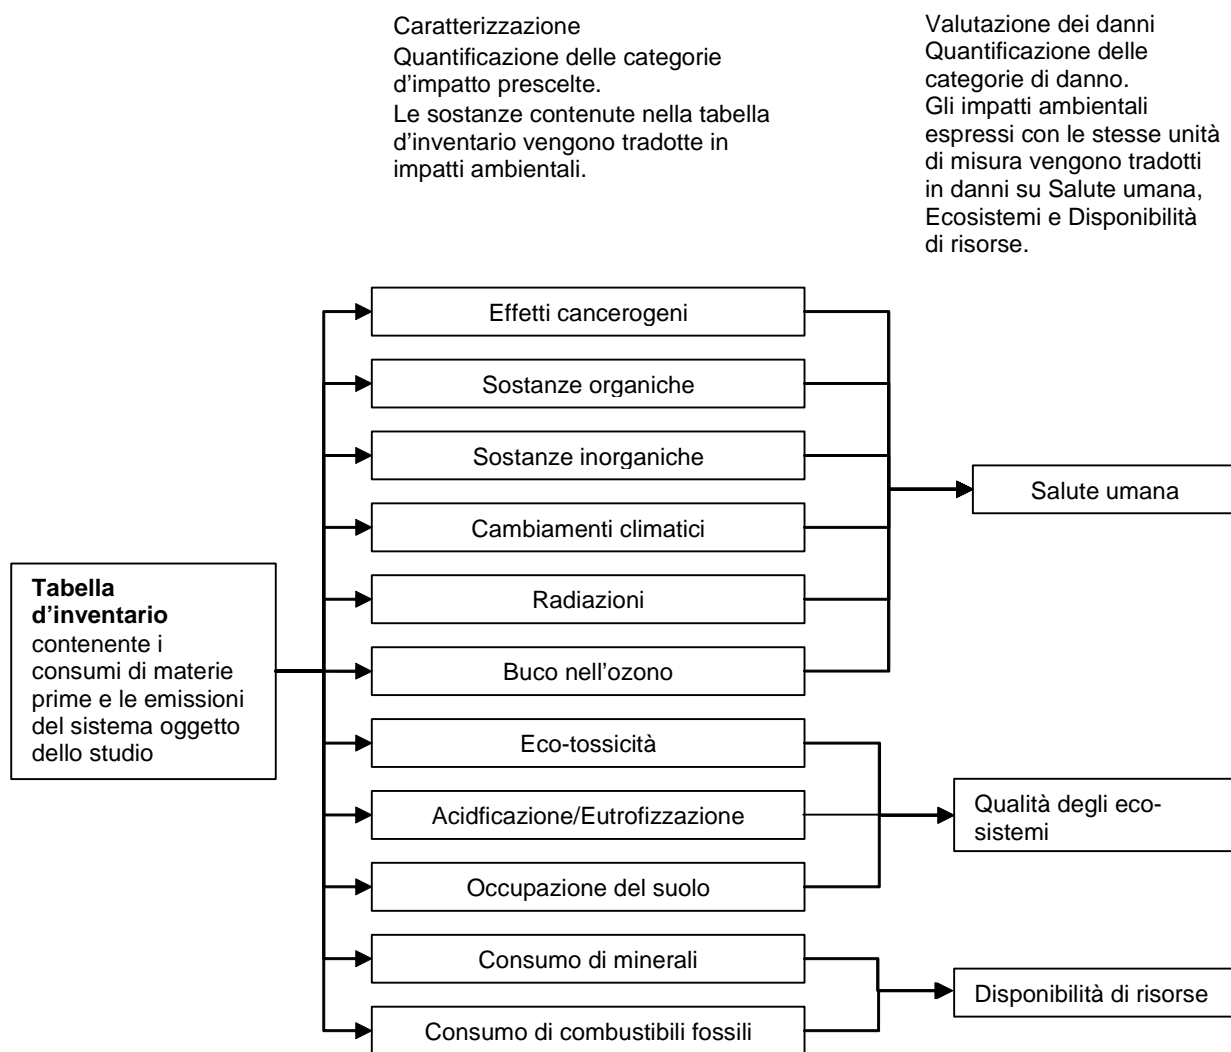 Caratterizzazione
Quantificazione delle categorie
d'impatto prescelte.
Le sostanze contenute nella tabella
d'inventario vengono tradotte in
impatti ambientali.
Valutazione dei danni
Quantificazione delle
categorie di danno.
Gli impatti ambientali
espressi con le stesse unità
di misura vengono tradotti
in danni su Salute umana,
Ecosistemi e Disponibilità
di risorse.
Tabella
d'inventario
contenente i
consumi di materie
prime e le emissioni
del sistema oggetto
dello studio
Effetti cancerogeni
Sostanze organiche
Sostanze inorganiche
Cambiamenti climatici
Radiazioni
Buco nell'ozono
Eco-tossicità
Acidficazione/Eutrofizzazione
Occupazione del suolo
Consumo di minerali
Consumo di combustibili fossili
Salute umana
Qualità degli eco-
sistemi
Disponibilità di risorse